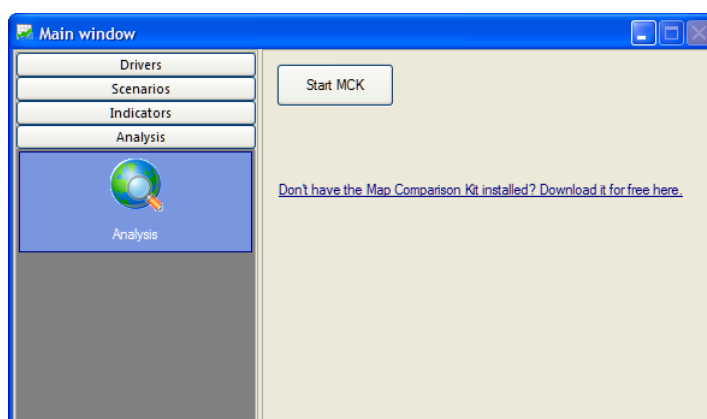 Main window
Drivers
Scenarios
Indicators
Analysis
Analysis
Start MCK
Don't have the Map Comparison Kit installed? Download it for free here.